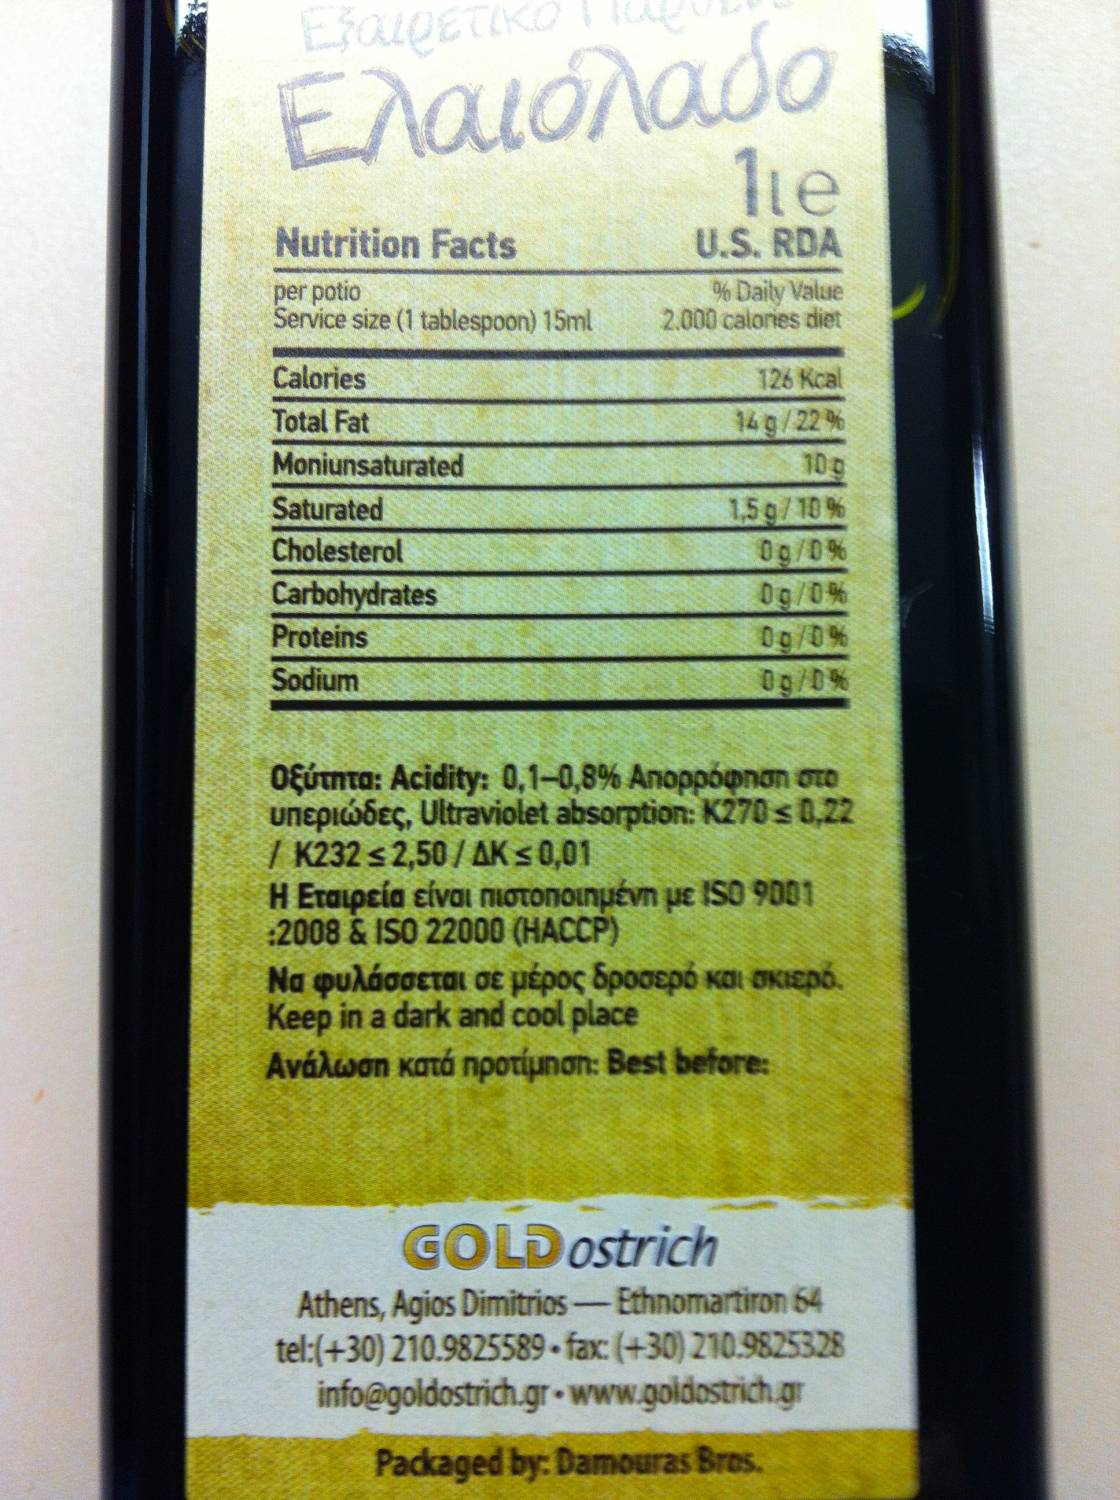 Εξαιρετικό Παρθένο
Ελαιόλαδο
1l e
Nutrition Facts U.S. RDA
per potio % Daily Value
Service size (1 tablespoon) 15ml 2.000 calories diet
Calories 126 Kcal
Total Fat 14 g / 22 %
Moniunsaturated 10 g
Saturated 1,5 g / 10 %
Cholesterol 0 g / 0 %
Carbohydrates 0 g / 0 %
Proteins 0 g / 0 %
Sodium 0 g / 0 %
Οξύτητα: Acidity: 0,1–0,8% Απορρόφηση στο
υπεριώδες, Ultraviolet absorption: K270 ≤ 0,22
/ K232 ≤ 2,50 / ΔK ≤ 0,01
Η Εταιρεία είναι πιστοποιημένη με ISO 9001
:2008 & ISO 22000 (HACCP)
Να φυλάσσεται σε μέρος δροσερό και σκιερό.
Keep in a dark and cool place
Ανάλωση κατά προτίμηση: Best before:
GOLDostrich
Athens, Agios Dimitrios — Ethnomartiron 64
tel:(+30) 210.9825589 • fax: (+30) 210.9825328
info@goldostrich.gr • www.goldostrich.gr
Packaged by: Damouras Bros.